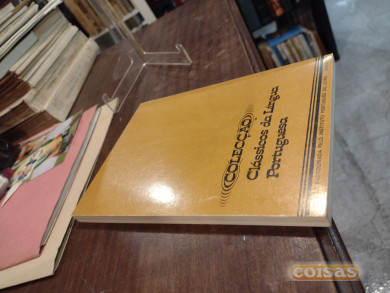 COLECÇÃO
Clássicos da Língua
Portuguesa
coisas